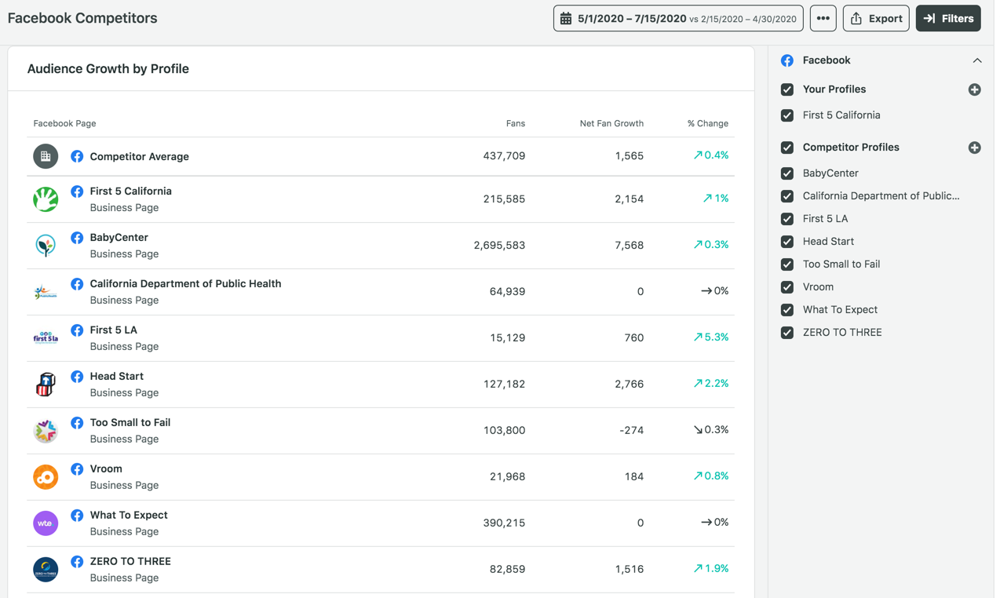 Facebook Competitors
5/1/2020 – 7/15/2020 vs 2/15/2020 – 4/30/2020
Export
Filters
Audience Growth by Profile
Facebook Page Fans Net Fan Growth % Change
Competitor Average 437,709 1,565 ↗0.4%
First 5 California
Business Page
215,585 2,154 ↗1%
BabyCenter
Business Page
2,695,583 7,568 ↗0.3%
California Department of Public Health
Business Page
64,939 0 →0%
first 5 la
First 5 LA
Business Page
15,129 760 ↗5.3%
Head Start
Business Page
127,182 2,766 ↗2.2%
Too Small to Fail
Business Page
103,800 -274 ↘0.3%
Vroom
Business Page
21,968 184 ↗0.8%
wte
What To Expect
Business Page
390,215 0 →0%
ZERO TO THREE
ZERO TO THREE
Business Page
82,859 1,516 ↗1.9%
Facebook
Your Profiles
First 5 California
Competitor Profiles
BabyCenter
California Department of Public...
First 5 LA
Head Start
Too Small to Fail
Vroom
What To Expect
ZERO TO THREE